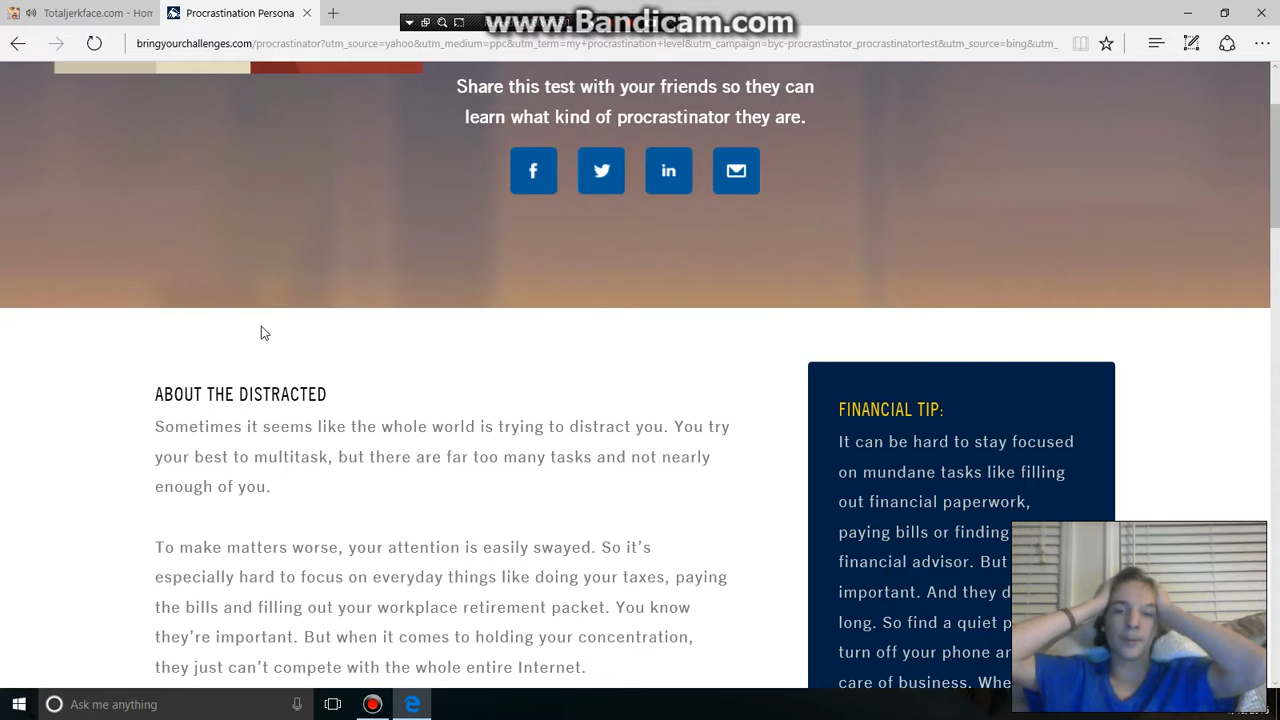 Totaljerkface.com - Hom
Procrastination Persona
www.Bandicam.com
bringyourchallenges.com/procrastinator?utm_source=yahoo&utm_medium=ppc&utm_term=my+procrastination+level&utm_campaign=byc-procrastinator_procrastinatortest&utm_source=bing&utm_
Share this test with your friends so they can
learn what kind of procrastinator they are.
ABOUT THE DISTRACTED
Sometimes it seems like the whole world is trying to distract you. You try
your best to multitask, but there are far too many tasks and not nearly
enough of you.
To make matters worse, your attention is easily swayed. So it's
especially hard to focus on everyday things like doing your taxes, paying
the bills and filling out your workplace retirement packet. You know
they're important. But when it comes to holding your concentration,
they just can't compete with the whole entire Internet.
FINANCIAL TIP:
It can be hard to stay focused
on mundane tasks like filling
out financial paperwork,
paying bills or finding
financial advisor. But
important. And they d
long. So find a quiet p
turn off your phone ar
care of business. Whe
Ask me anything